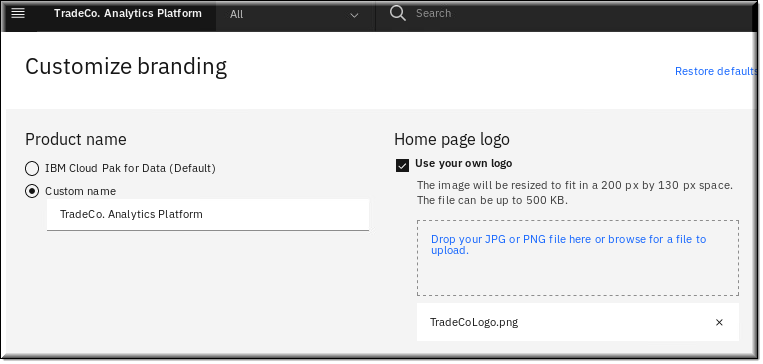 TradeCo. Analytics Platform
All
Search
Customize branding
Restore defaults
Product name
IBM Cloud Pak for Data (Default)
Custom name
TradeCo. Analytics Platform
Home page logo
Use your own logo
The image will be resized to fit in a 200 px by 130 px space.
The file can be up to 500 KB.
Drop your JPG or PNG file here or browse for a file to
upload.
TradeCoLogo.png